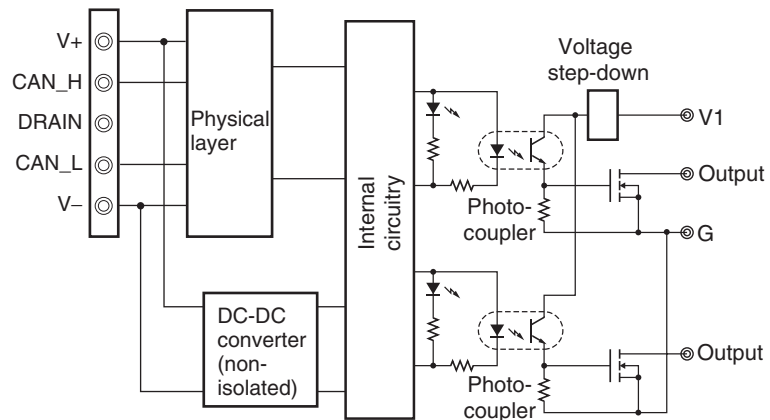 V+
CAN_H
DRAIN
CAN_L
V−
Physical
layer
DC-DC
converter
(non-
isolated)
Internal
circuitry
Voltage
step-down
V1
Output
Photo-
coupler
G
Output
Photo-
coupler